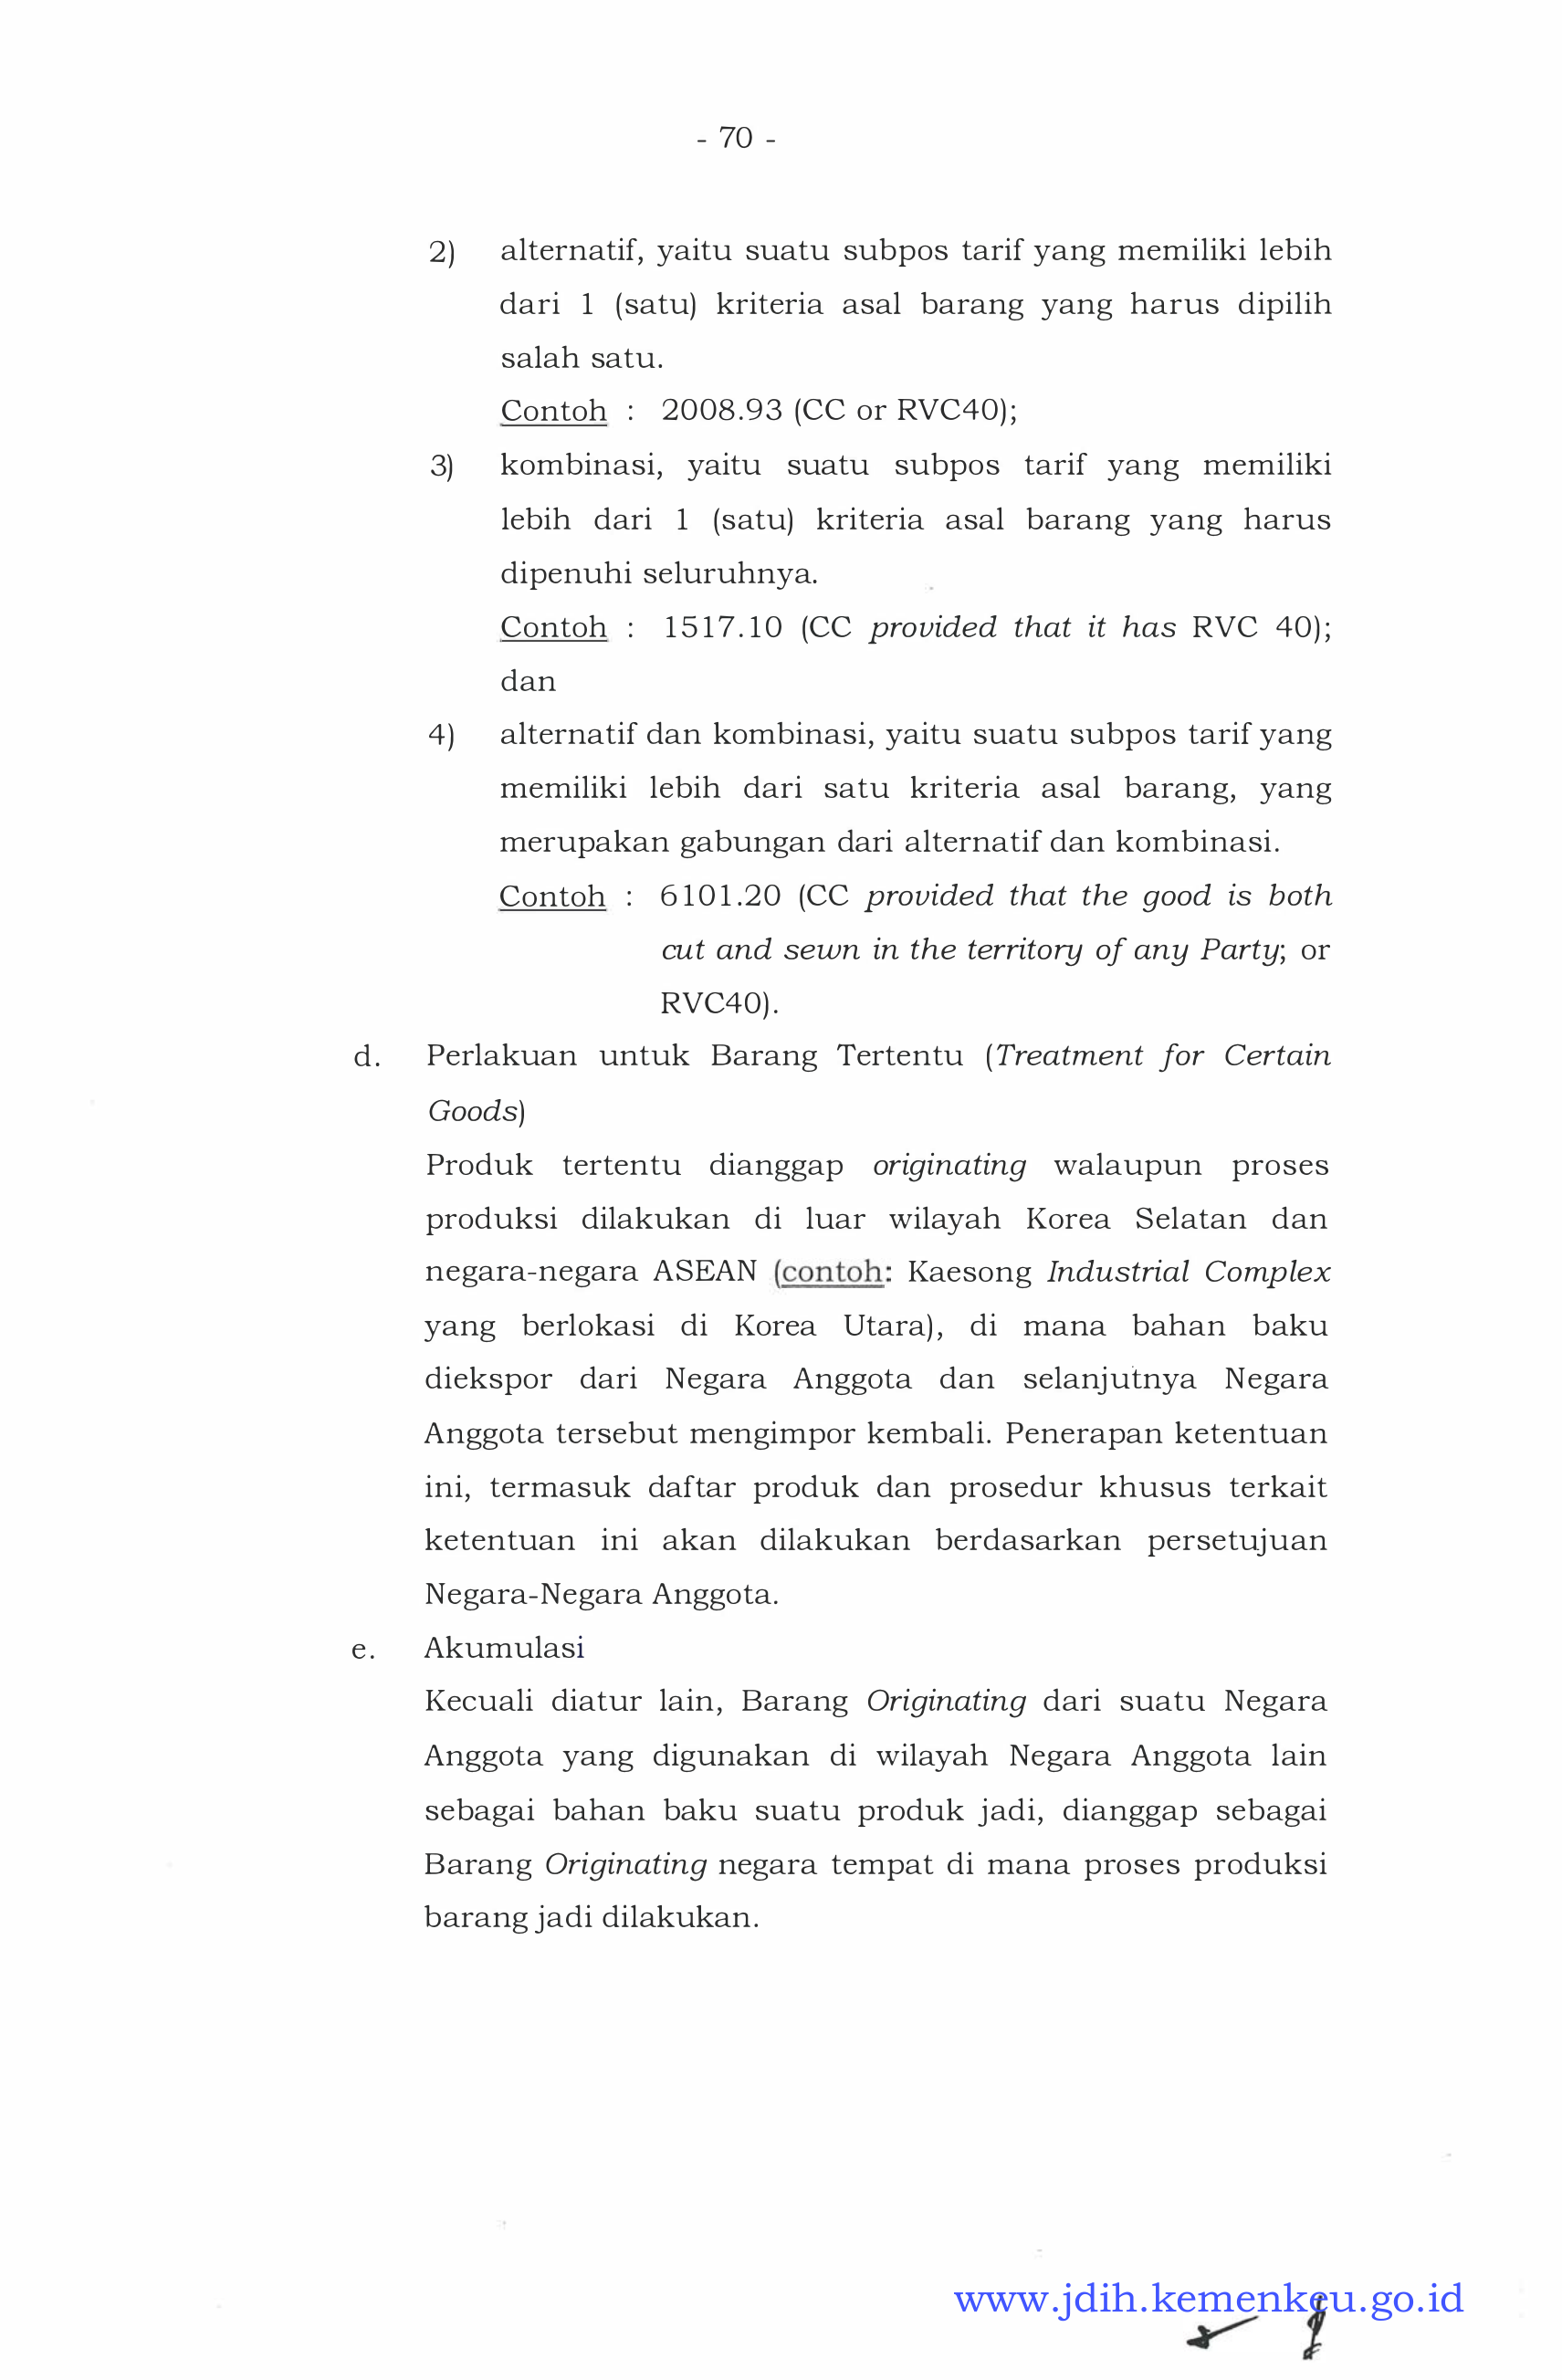 - 70 -
2) alternatif, yaitu suatu subpos tarif yang memiliki lebih
dari 1 (satu) kriteria asal barang yang harus dipilih
salah satu.
Contoh : 2008.93 (CC or RVC40);
3) kombinasi, yaitu suatu subpos tarif yang memiliki
lebih dari 1 (satu) kriteria asal barang yang harus
dipenuhi seluruhnya.
Contoh : 1517.10 (CC provided that it has RVC 40);
dan
4) alternatif dan kombinasi, yaitu suatu subpos tarif yang
memiliki lebih dari satu kriteria asal barang, yang
merupakan gabungan dari alternatif dan kombinasi.
Contoh : 6101.20 (CC provided that the good is both
cut and sewn in the territory of any Party; or
RVC40).
d. Perlakuan untuk Barang Tertentu (Treatment for Certain
Goods)
Produk tertentu dianggap originating walaupun proses
produksi dilakukan di luar wilayah Korea Selatan dan
negara-negara ASEAN (contoh: Kaesong Industrial Complex
yang berlokasi di Korea Utara), di mana bahan baku
diekspor dari Negara Anggota dan selanjutnya Negara
Anggota tersebut mengimpor kembali. Penerapan ketentuan
ini, termasuk daftar produk dan prosedur khusus terkait
ketentuan ini akan dilakukan berdasarkan persetujuan
Negara-Negara Anggota.
e. Akumulasi
Kecuali diatur lain, Barang Originating dari suatu Negara
Anggota yang digunakan di wilayah Negara Anggota lain
sebagai bahan baku suatu produk jadi, dianggap sebagai
Barang Originating negara tempat di mana proses produksi
barang jadi dilakukan.
www.jdih.kemenkeu.go.id